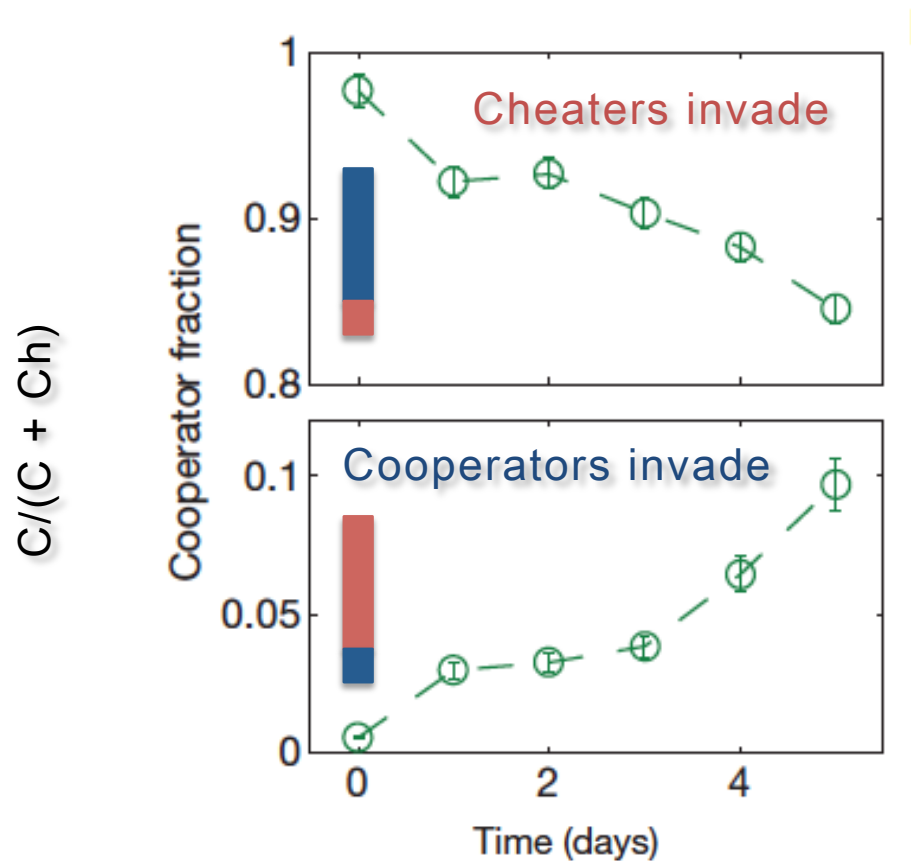 C/(C + Ch)
Cooperator fraction
1
0.9
0.8
Cheaters invade
0.1
0.05
0
Cooperators invade
0
2
4
Time (days)